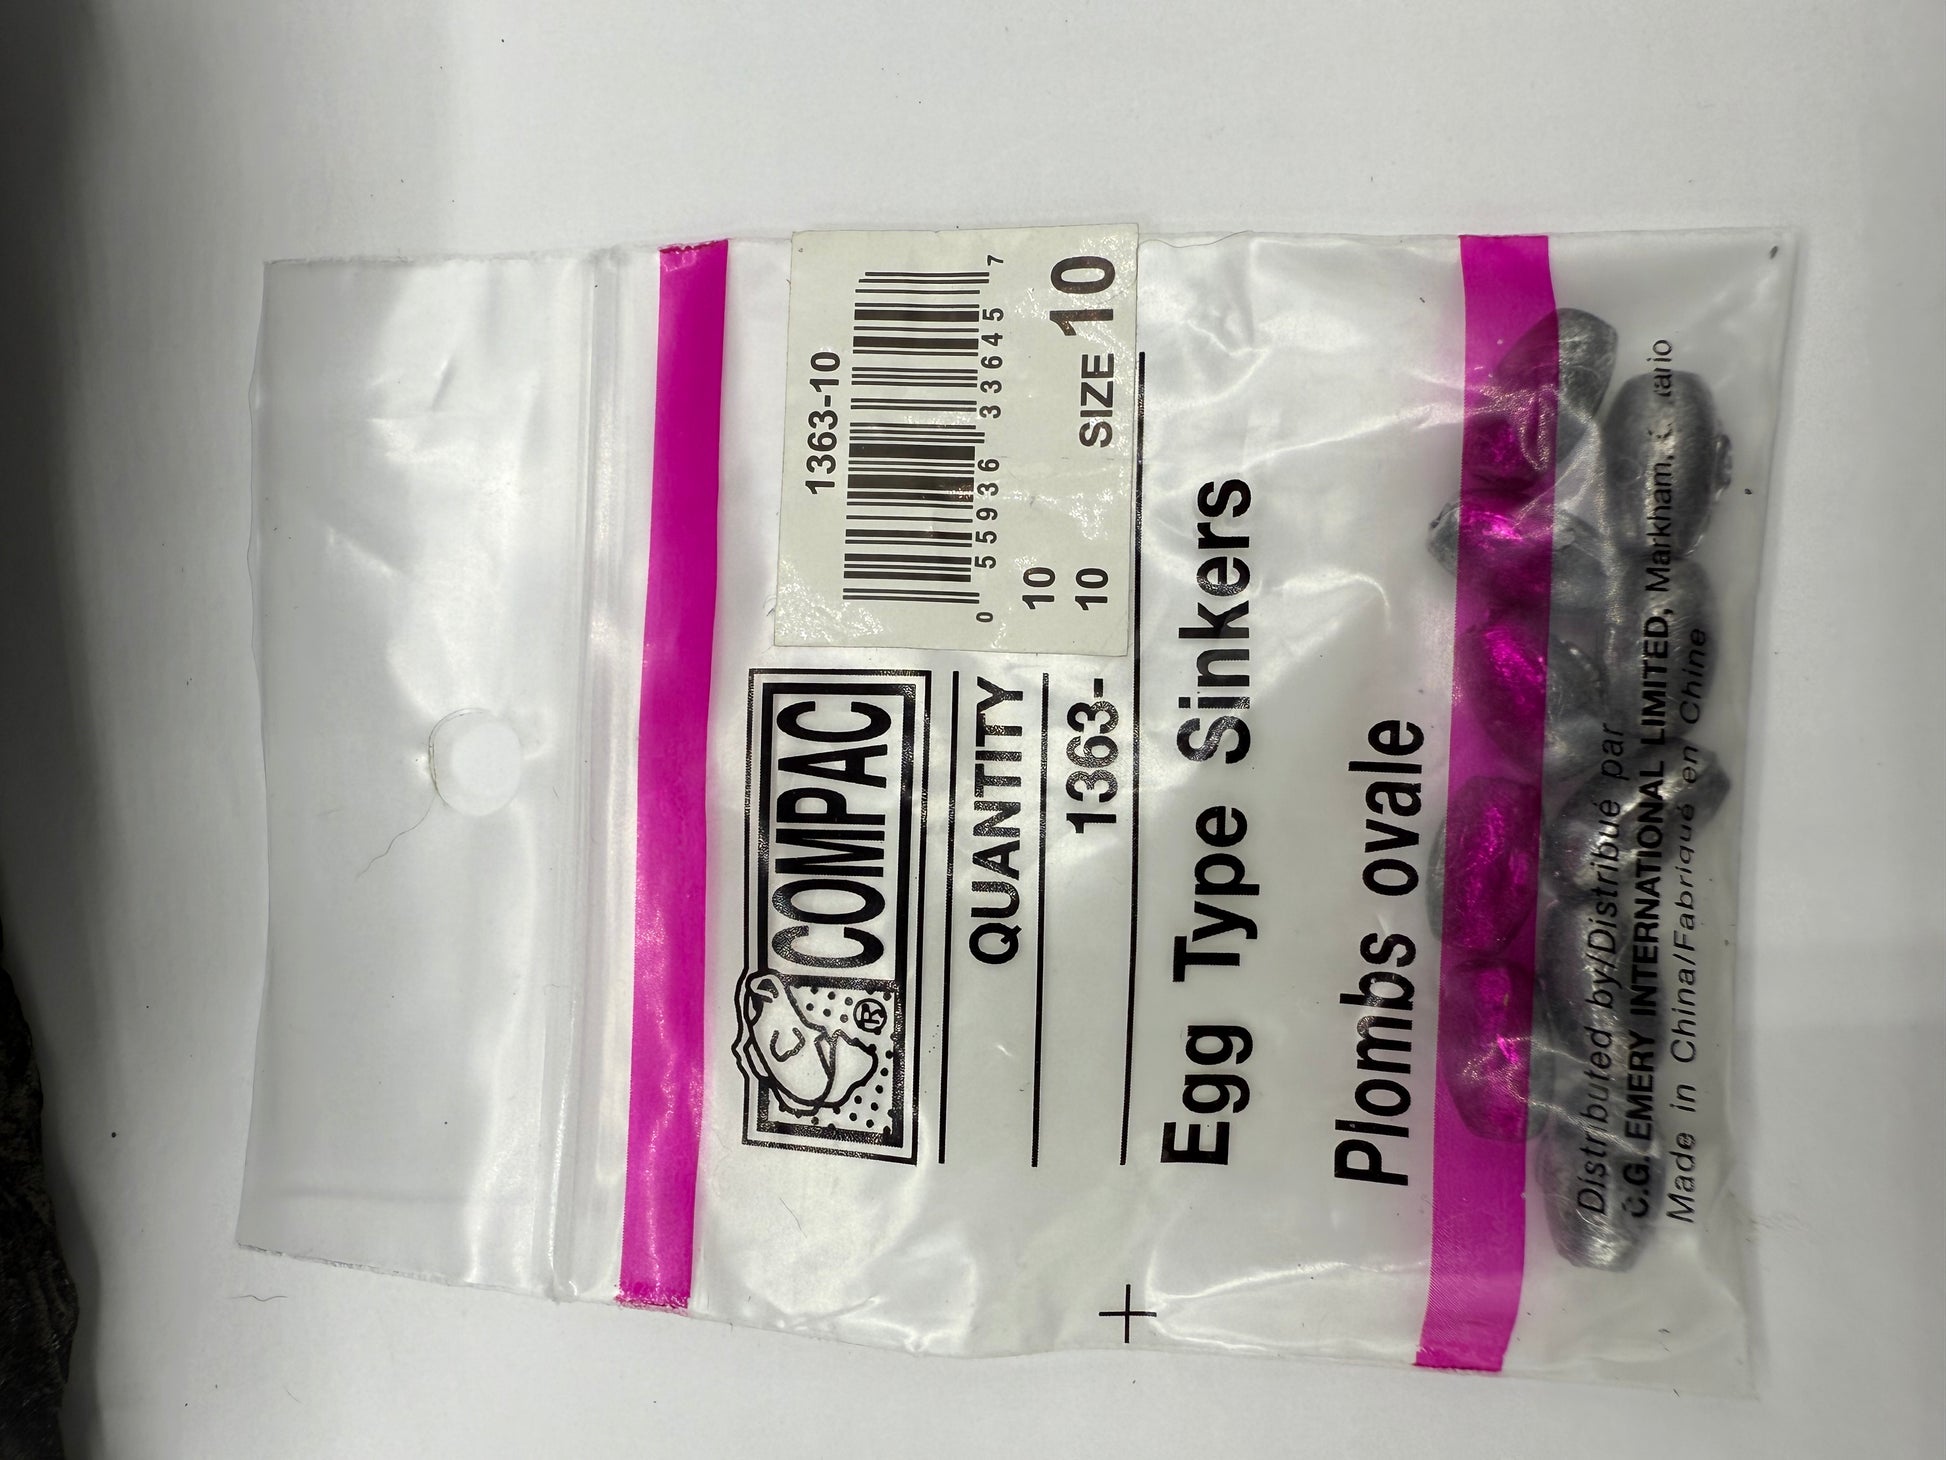 1363-10
0 55936 33645 7
10
10 SIZE 10
COMPAC
®
QUANTITY
1363-
Egg Type Sinkers
Plombs ovale
Distributed by/Distribué par
C.G. EMERY INTERNATIONAL LIMITED, Markham,
Made in China/Fabriqué en Chine